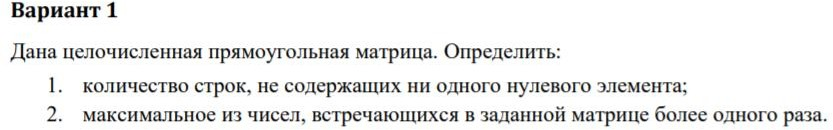 Вариант 1
Дана целочисленная прямоугольная матрица. Определить:
1. количество строк, не содержащих ни одного нулевого элемента;
2. максимальное из чисел, встречающихся в заданной матрице более одного раза.